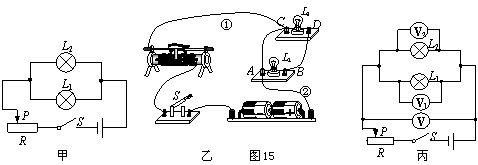 L₂
L₁
P
R
S
甲
①
C
L₁
D
L₂
A
B
S
②
乙
图15
V₂
L₂
L₁
V₁
V
P
R
S
丙